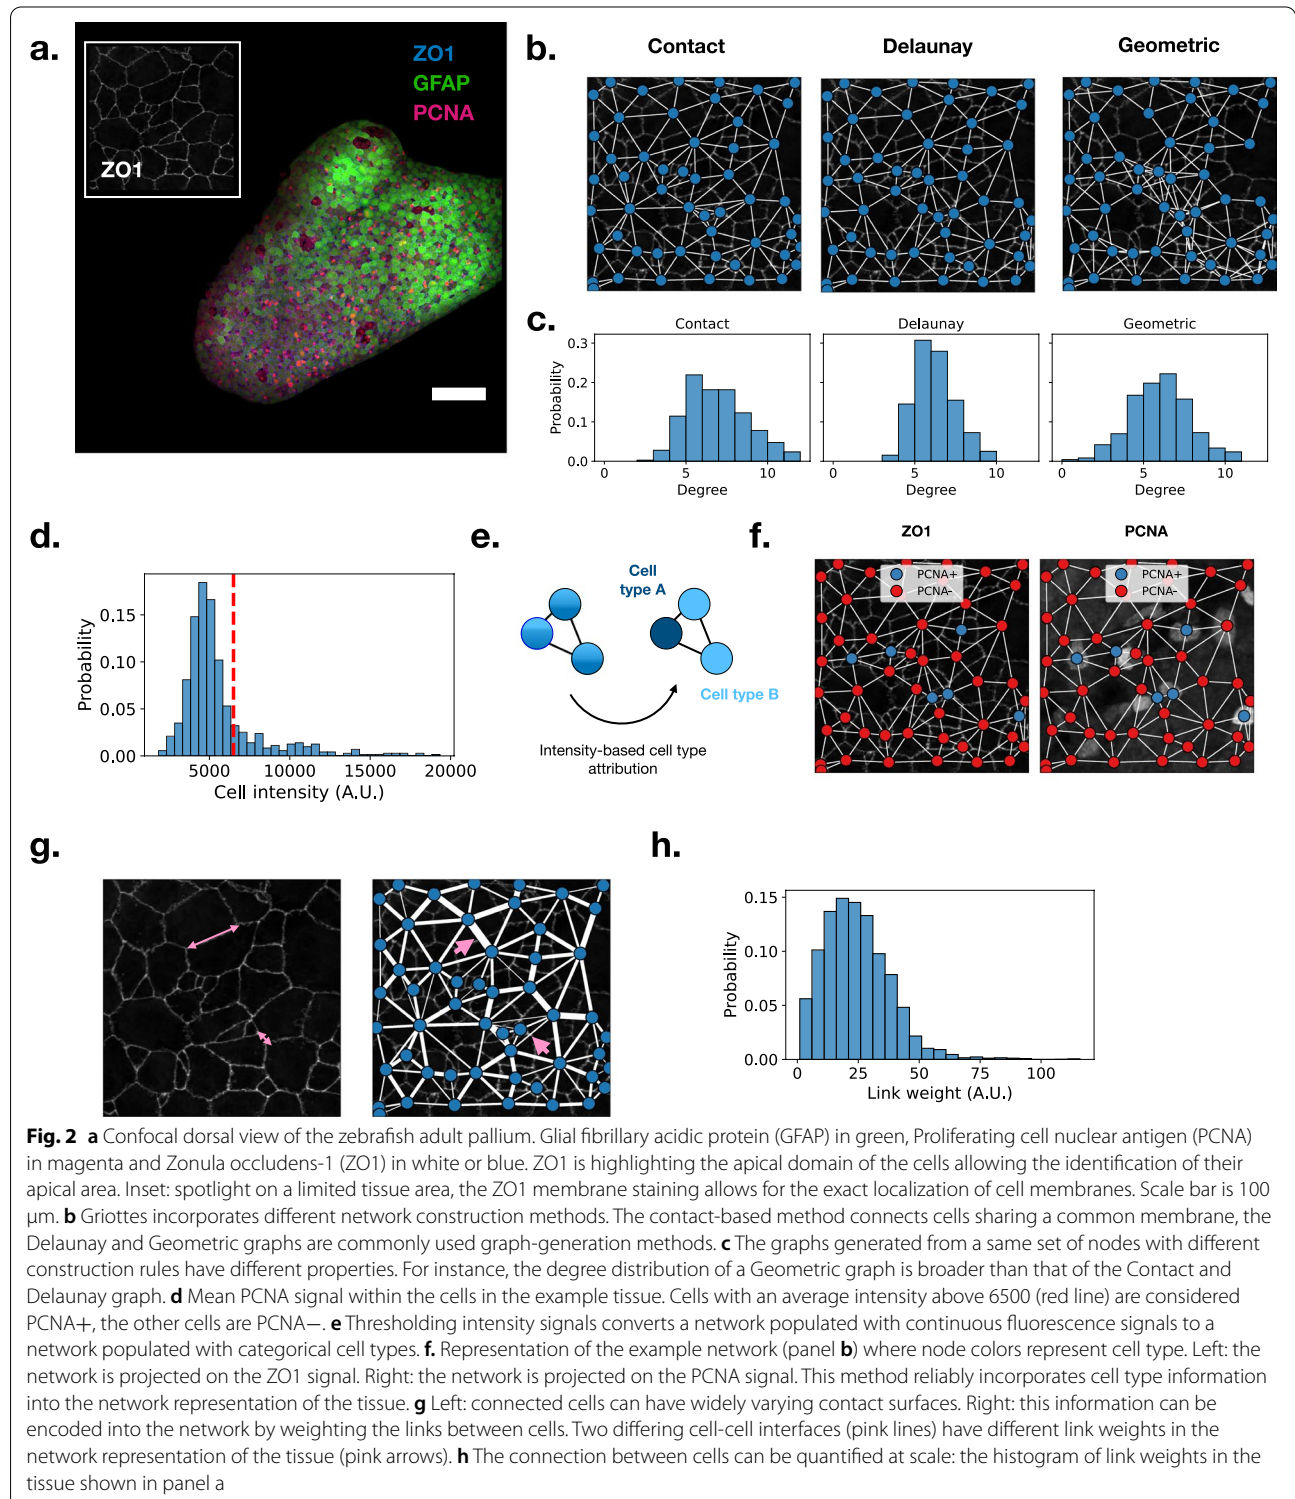 a.
ZO1
GFAP
PCNA
ZO1
b.
Contact
Delaunay
Geometric
c.
Contact
Delaunay
Geometric
Probability
0.3
0.2
0.1
0.0
0
5
10
0
5
10
0
5
10
Degree
Degree
Degree
d.
Probability
0.15
0.10
0.05
0.00
5000
10000
15000
20000
Cell intensity (A.U.)
e.
Cell
type A
Cell type B
Intensity-based cell type
attribution
f.
ZO1
PCNA
PCNA+
PCNA-
PCNA+
PCNA-
g.
h.
Probability
0.15
0.10
0.05
0.00
0
25
50
75
100
Link weight (A.U.)
Fig. 2 a Confocal dorsal view of the zebrafish adult pallium. Glial fibrillary acidic protein (GFAP) in green, Proliferating cell nuclear antigen (PCNA)
in magenta and Zonula occludens-1 (ZO1) in white or blue. ZO1 is highlighting the apical domain of the cells allowing the identification of their
apical area. Inset: spotlight on a limited tissue area, the ZO1 membrane staining allows for the exact localization of cell membranes. Scale bar is 100
μm. b Griottes incorporates different network construction methods. The contact-based method connects cells sharing a common membrane, the
Delaunay and Geometric graphs are commonly used graph-generation methods. c The graphs generated from a same set of nodes with different
construction rules have different properties. For instance, the degree distribution of a Geometric graph is broader than that of the Contact and
Delaunay graph. d Mean PCNA signal within the cells in the example tissue. Cells with an average intensity above 6500 (red line) are considered
PCNA+, the other cells are PCNA−. e Thresholding intensity signals converts a network populated with continuous fluorescence signals to a
network populated with categorical cell types. f. Representation of the example network (panel b) where node colors represent cell type. Left: the
network is projected on the ZO1 signal. Right: the network is projected on the PCNA signal. This method reliably incorporates cell type information
into the network representation of the tissue. g Left: connected cells can have widely varying contact surfaces. Right: this information can be
encoded into the network by weighting the links between cells. Two differing cell-cell interfaces (pink lines) have different link weights in the
network representation of the tissue (pink arrows). h The connection between cells can be quantified at scale: the histogram of link weights in the
tissue shown in panel a